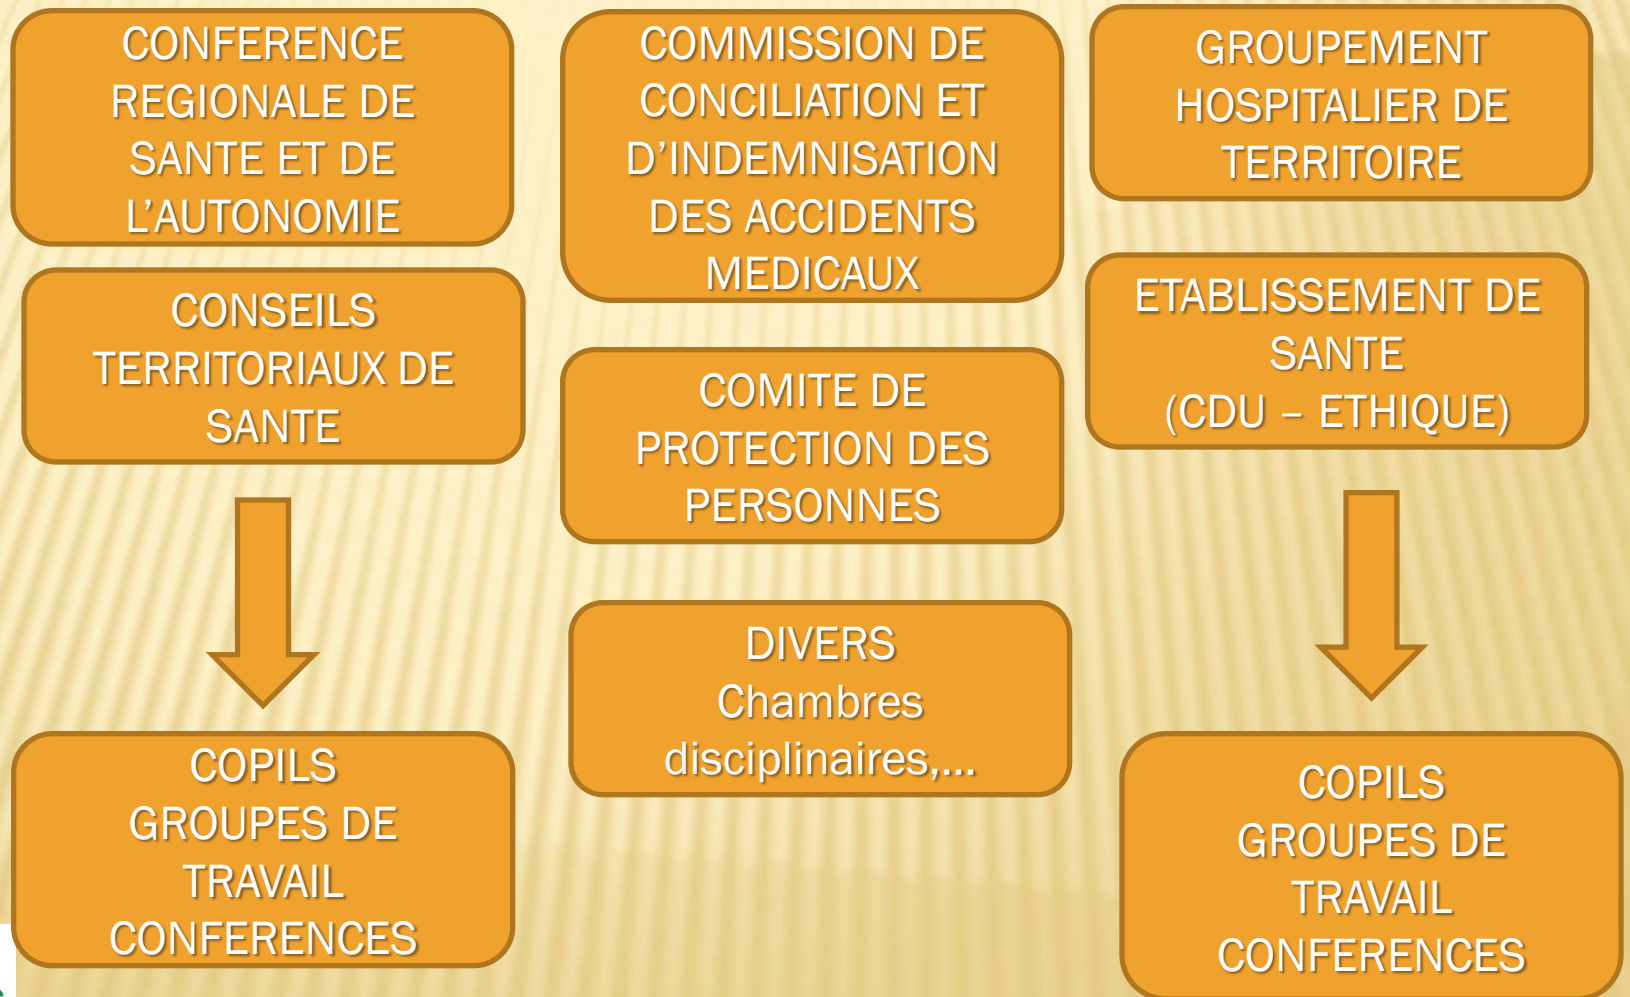 CONFERENCE
REGIONALE DE
SANTE ET DE
L'AUTONOMIE
CONSEILS
TERRITORIAUX DE
SANTE
COPILS
GROUPES DE
TRAVAIL
CONFERENCES
COMMISSION DE
CONCILIATION ET
D'INDEMNISATION
DES ACCIDENTS
MEDICAUX
COMITE DE
PROTECTION DES
PERSONNES
DIVERS
Chambres
disciplinaires,...
GROUPEMENT
HOSPITALIER DE
TERRITOIRE
ETABLISSEMENT DE
SANTE
(CDU – ETHIQUE)
COPILS
GROUPES DE
TRAVAIL
CONFERENCES